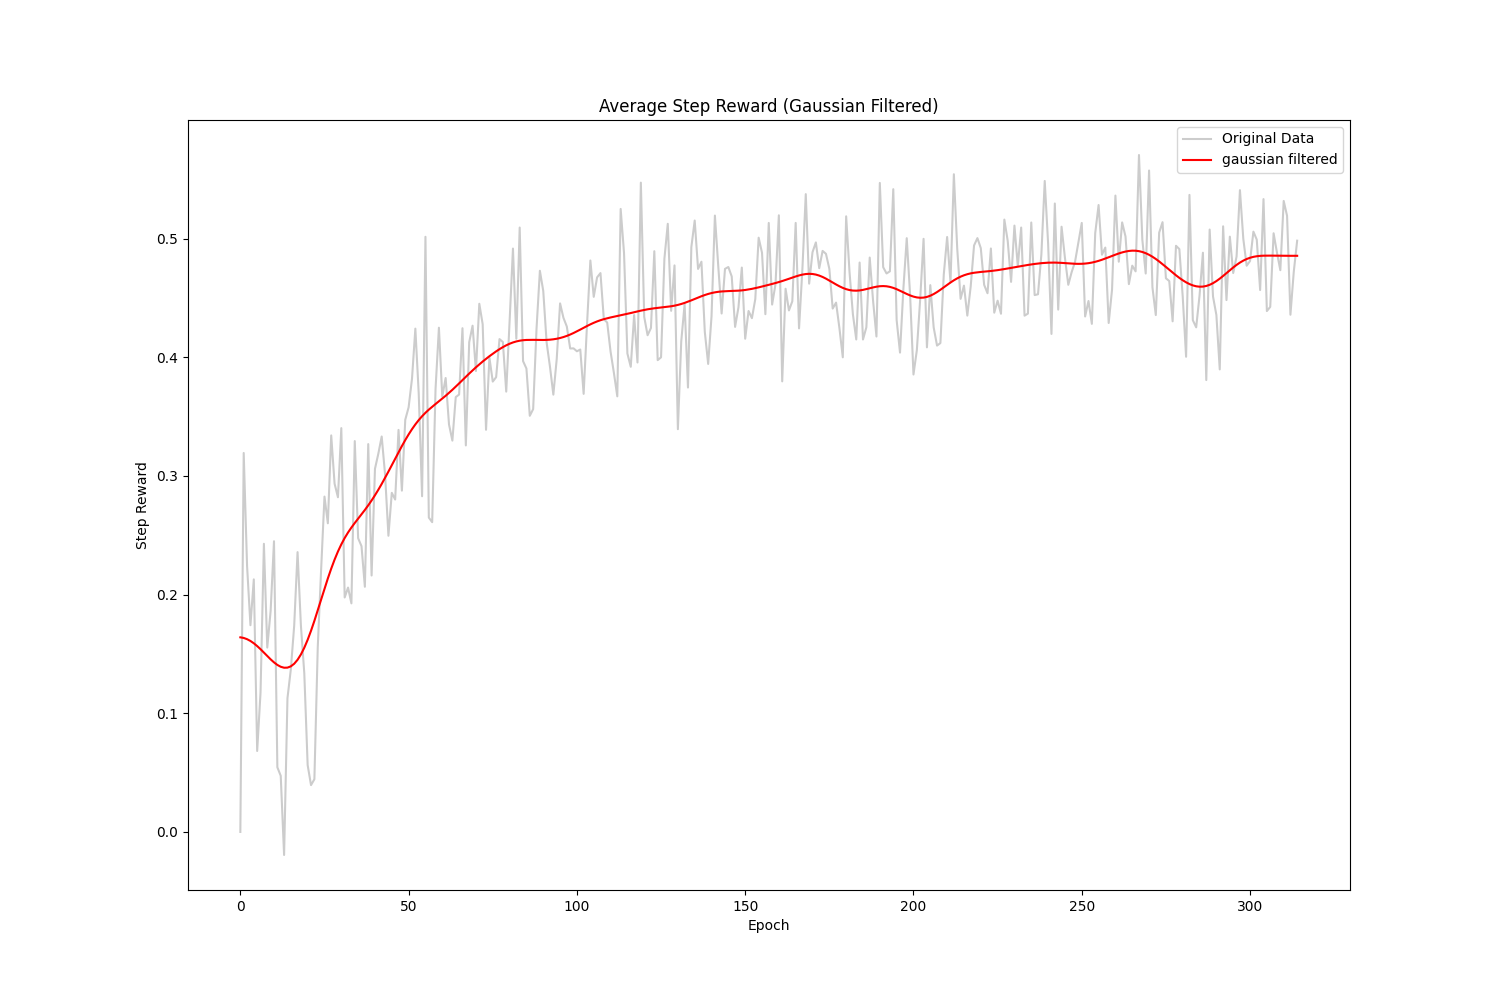 Average Step Reward (Gaussian Filtered)
Original Data
gaussian filtered
Step Reward
0.5
0.4
0.3
0.2
0.1
0.0
0 50 100 150 200 250 300
Epoch